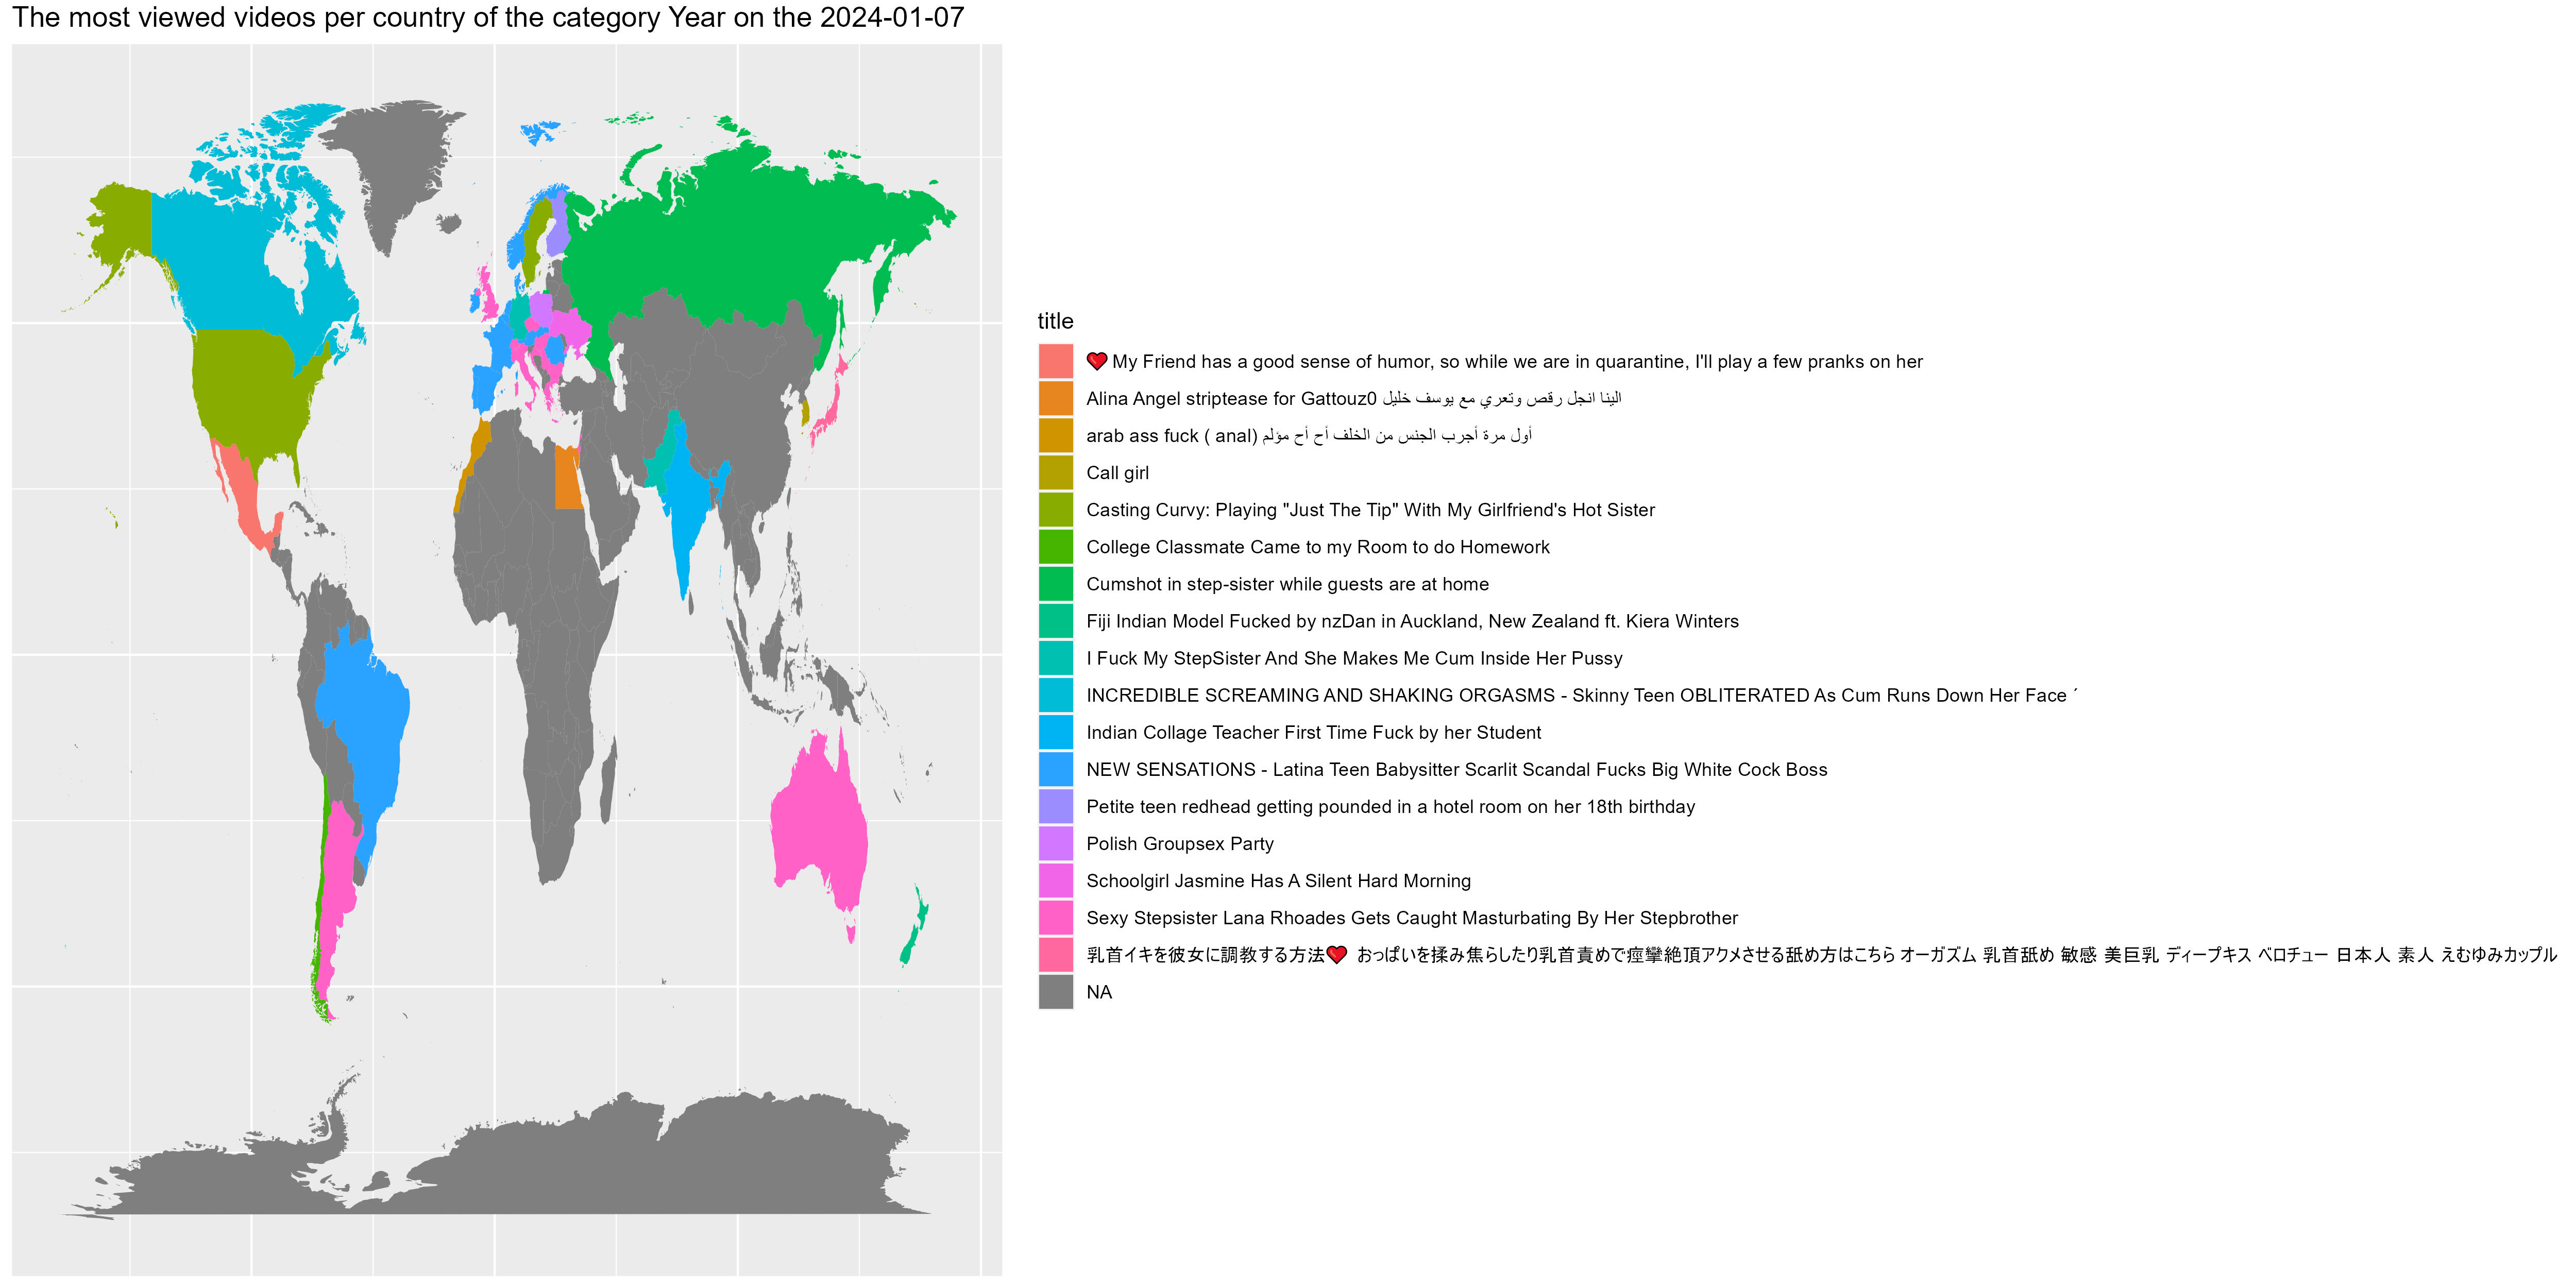 The most viewed videos per country of the category Year on the 2024-01-07
title
❤️ My Friend has a good sense of humor, so while we are in quarantine, I'll play a few pranks on her
Alina Angel striptease for Gattouz0 الينا انجل رقص وتعري مع يوسف خليل
arab ass fuck ( anal) أول مرة أجرب الجنس من الخلف أح أح مؤلم
Call girl
Casting Curvy: Playing "Just The Tip" With My Girlfriend's Hot Sister
College Classmate Came to my Room to do Homework
Cumshot in step-sister while guests are at home
Fiji Indian Model Fucked by nzDan in Auckland, New Zealand ft. Kiera Winters
I Fuck My StepSister And She Makes Me Cum Inside Her Pussy
INCREDIBLE SCREAMING AND SHAKING ORGASMS - Skinny Teen OBLITERATED As Cum Runs Down Her Face ´
Indian Collage Teacher First Time Fuck by her Student
NEW SENSATIONS - Latina Teen Babysitter Scarlit Scandal Fucks Big White Cock Boss
Petite teen redhead getting pounded in a hotel room on her 18th birthday
Polish Groupsex Party
Schoolgirl Jasmine Has A Silent Hard Morning
Sexy Stepsister Lana Rhoades Gets Caught Masturbating By Her Stepbrother
乳首イキを彼女に調教する方法❤️ おっぱいを揉み焦らしたり乳首責めで痙攣絶頂アクメさせる舐め方はこちら オーガズム 乳首舐め 敏感 美巨乳 ディープキス ベロチュー 日本人 素人 えむゆみカップル
NA